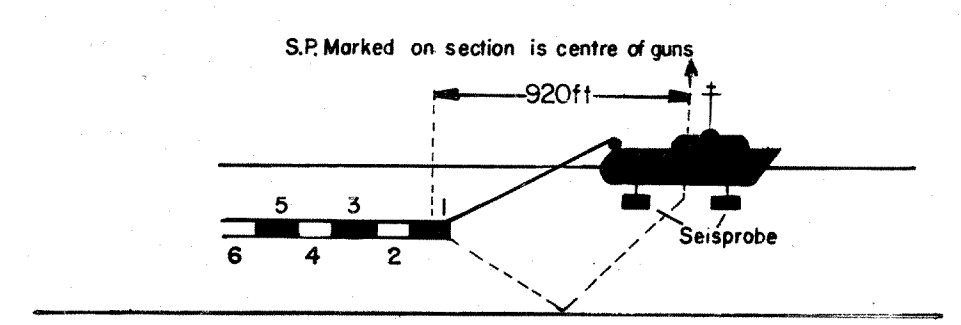 S.P. Marked on section is centre of guns
920ft
5 3 1
6 4 2
Seisprobe